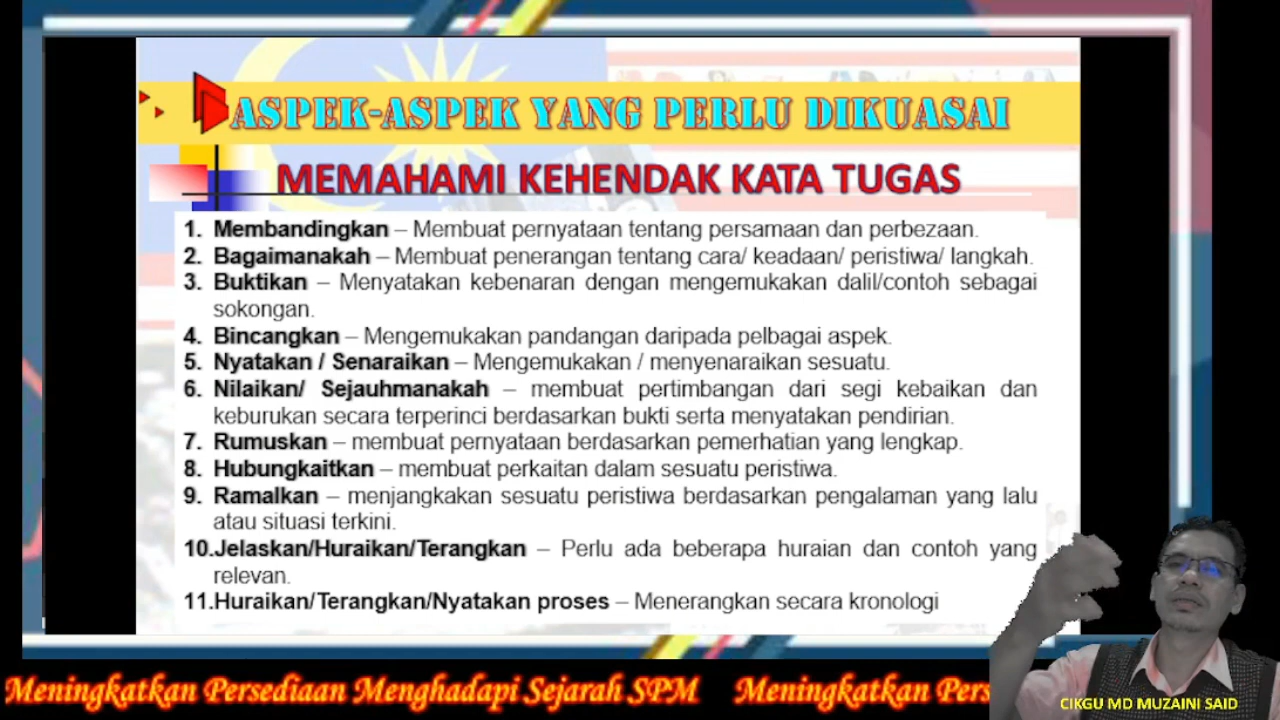 ASPEK-ASPEK YANG PERLU DIKUASAI
MEMAHAMI KEHENDAK KATA TUGAS
1. Membandingkan – Membuat pernyataan tentang persamaan dan perbezaan.
2. Bagaimanakah – Membuat penerangan tentang cara/ keadaan/ peristiwa/ langkah.
3. Buktikan – Menyatakan kebenaran dengan mengemukakan dalil/contoh sebagai
sokongan.
4. Bincangkan – Mengemukakan pandangan daripada pelbagai aspek.
5. Nyatakan / Senaraikan – Mengemukakan / menyenaraikan sesuatu.
6. Nilaikan/ Sejauhmanakah – membuat pertimbangan dari segi kebaikan dan
keburukan secara terperinci berdasarkan bukti serta menyatakan pendirian.
7. Rumuskan – membuat pernyataan berdasarkan pemerhatian yang lengkap.
8. Hubungkaitkan – membuat perkaitan dalam sesuatu peristiwa.
9. Ramalkan – menjangkakan sesuatu peristiwa berdasarkan pengalaman yang lalu
atau situasi terkini.
10.Jelaskan/Huraikan/Terangkan – Perlu ada beberapa huraian dan contoh yang
relevan.
11.Huraikan/Terangkan/Nyatakan proses – Menerangkan secara kronologi
Meningkatkan Persediaan Menghadapi Sejarah SPM Meningkatkan Pers
CIKGU MD MUZAINI SAID